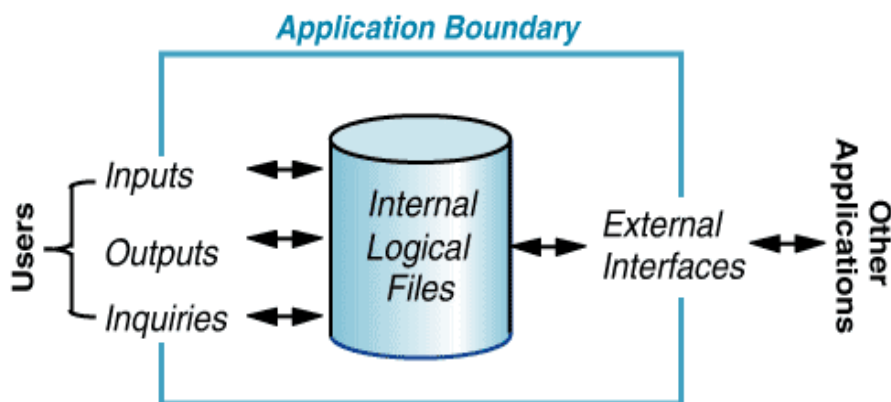 Application Boundary
Users
Inputs
Outputs
Inquiries
Internal
Logical
Files
External
Interfaces
Other
Applications